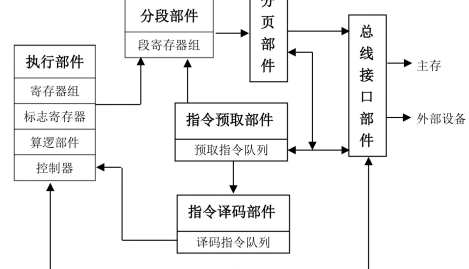 分段部件
段寄存器组
分页部件
总线接口部件
主存
外部设备
执行部件
寄存器组
标志寄存器
算逻部件
控制器
指令预取部件
预取指令队列
指令译码部件
译码指令队列